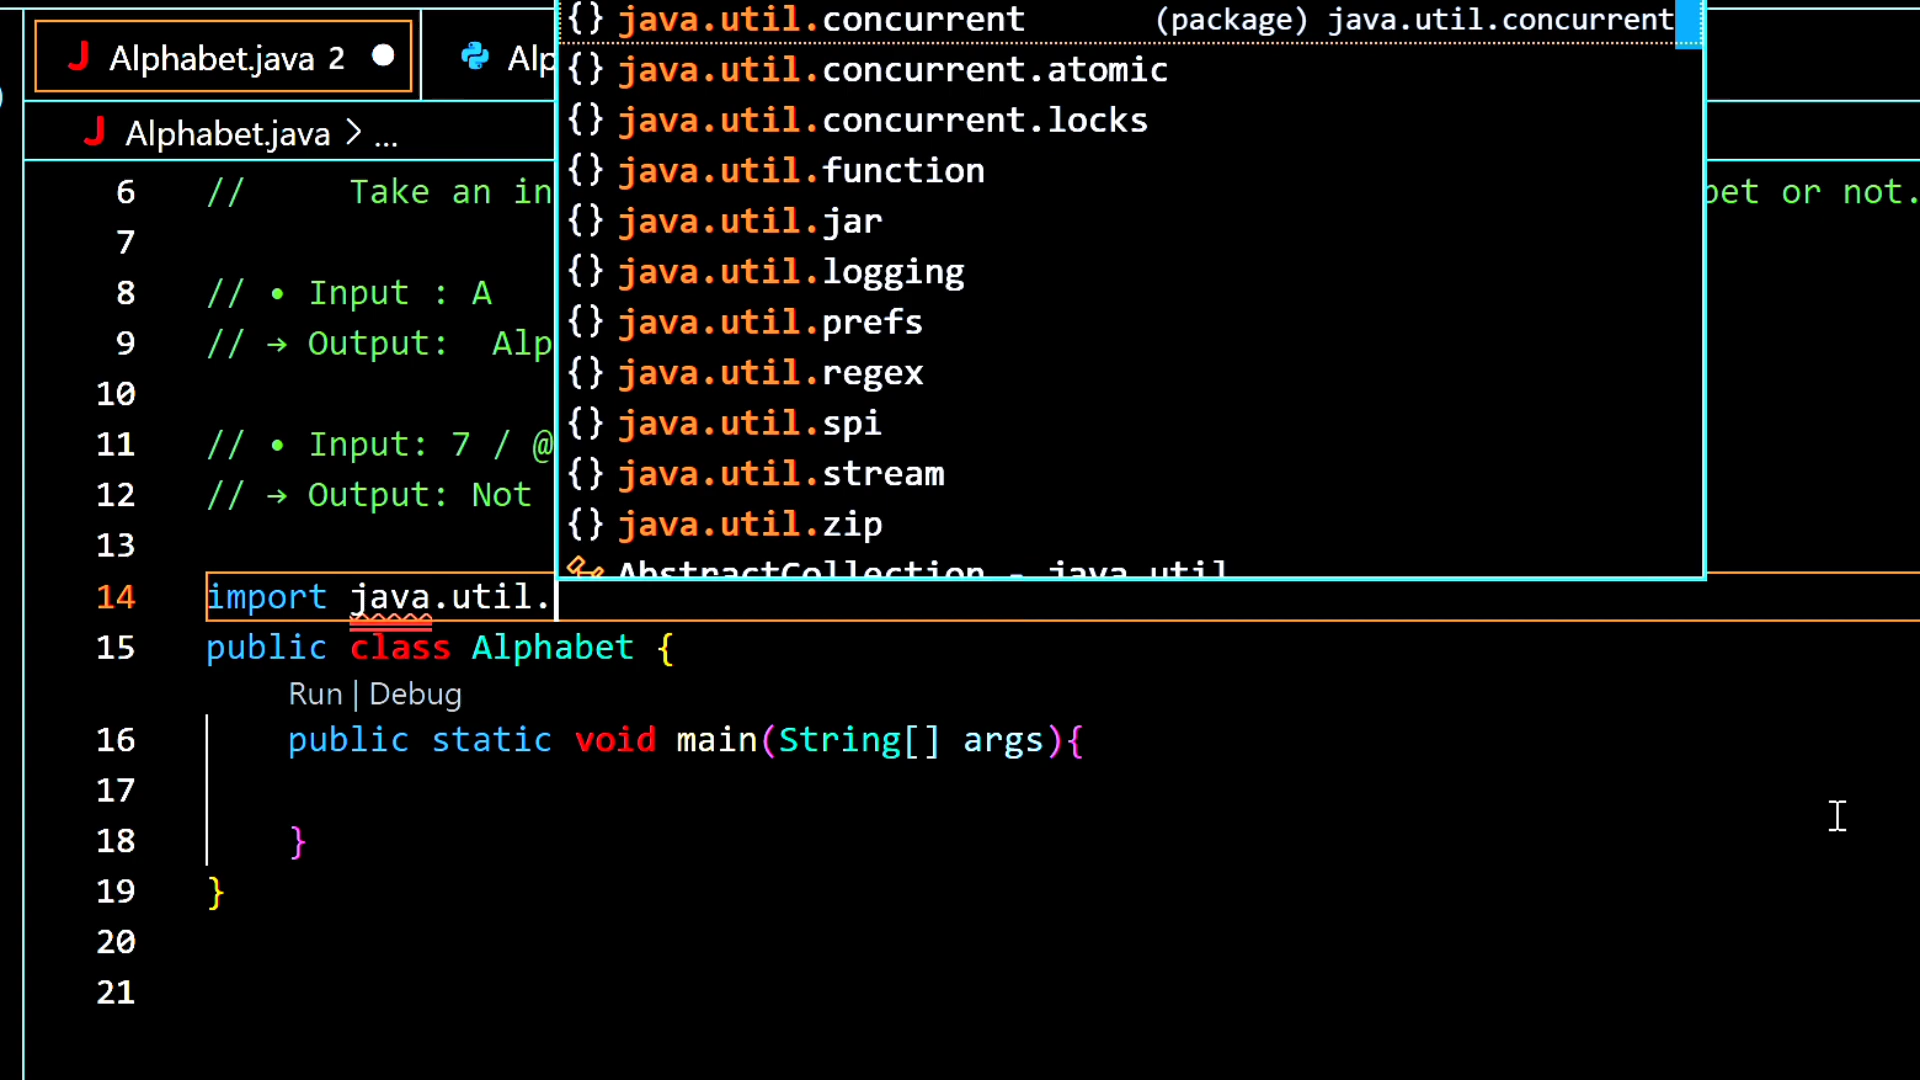 Alphabet.java 2
Alp
Alphabet.java > ...
{} java.util.concurrent (package) java.util.concurrent
{} java.util.concurrent.atomic
{} java.util.concurrent.locks
{} java.util.function
{} java.util.jar
{} java.util.logging
{} java.util.prefs
{} java.util.regex
{} java.util.spi
{} java.util.stream
{} java.util.zip
AbstractCollection - java.util
6 // Take an in bet or not.
7
8 // • Input : A
9 // → Output: Alp
10
11 // • Input: 7 / @
12 // → Output: Not
13
14 import java.util.
15 public class Alphabet {
Run | Debug
16 public static void main(String[] args){
17
18 }
19 }
20
21